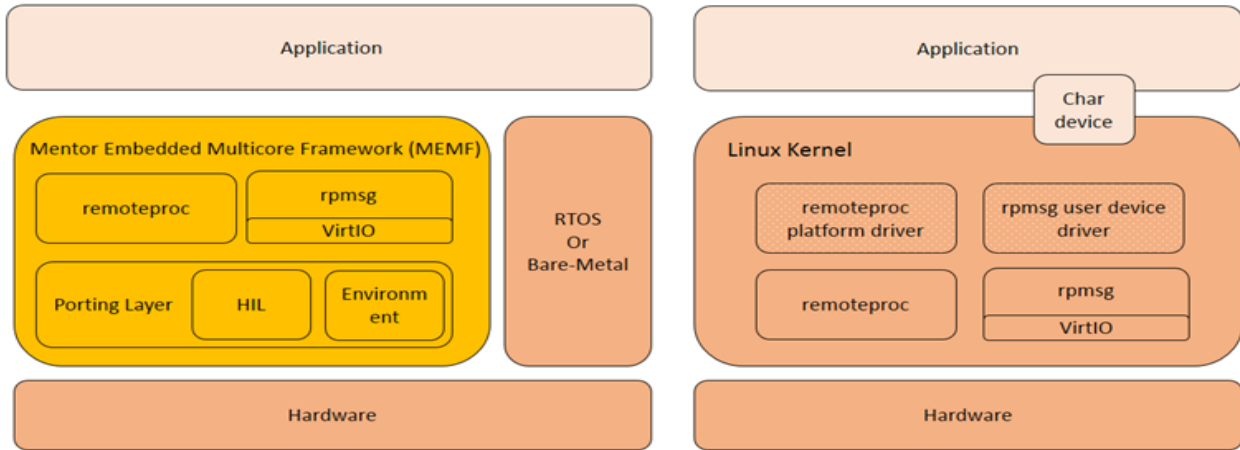 Application
Mentor Embedded Multicore Framework (MEMF)
remoteproc
rpmsg
VirtIO
Porting Layer
HIL
Environm
ent
RTOS
Or
Bare-Metal
Hardware
Application
Char
device
Linux Kernel
remoteproc
platform driver
rpmsg user device
driver
remoteproc
rpmsg
VirtIO
Hardware